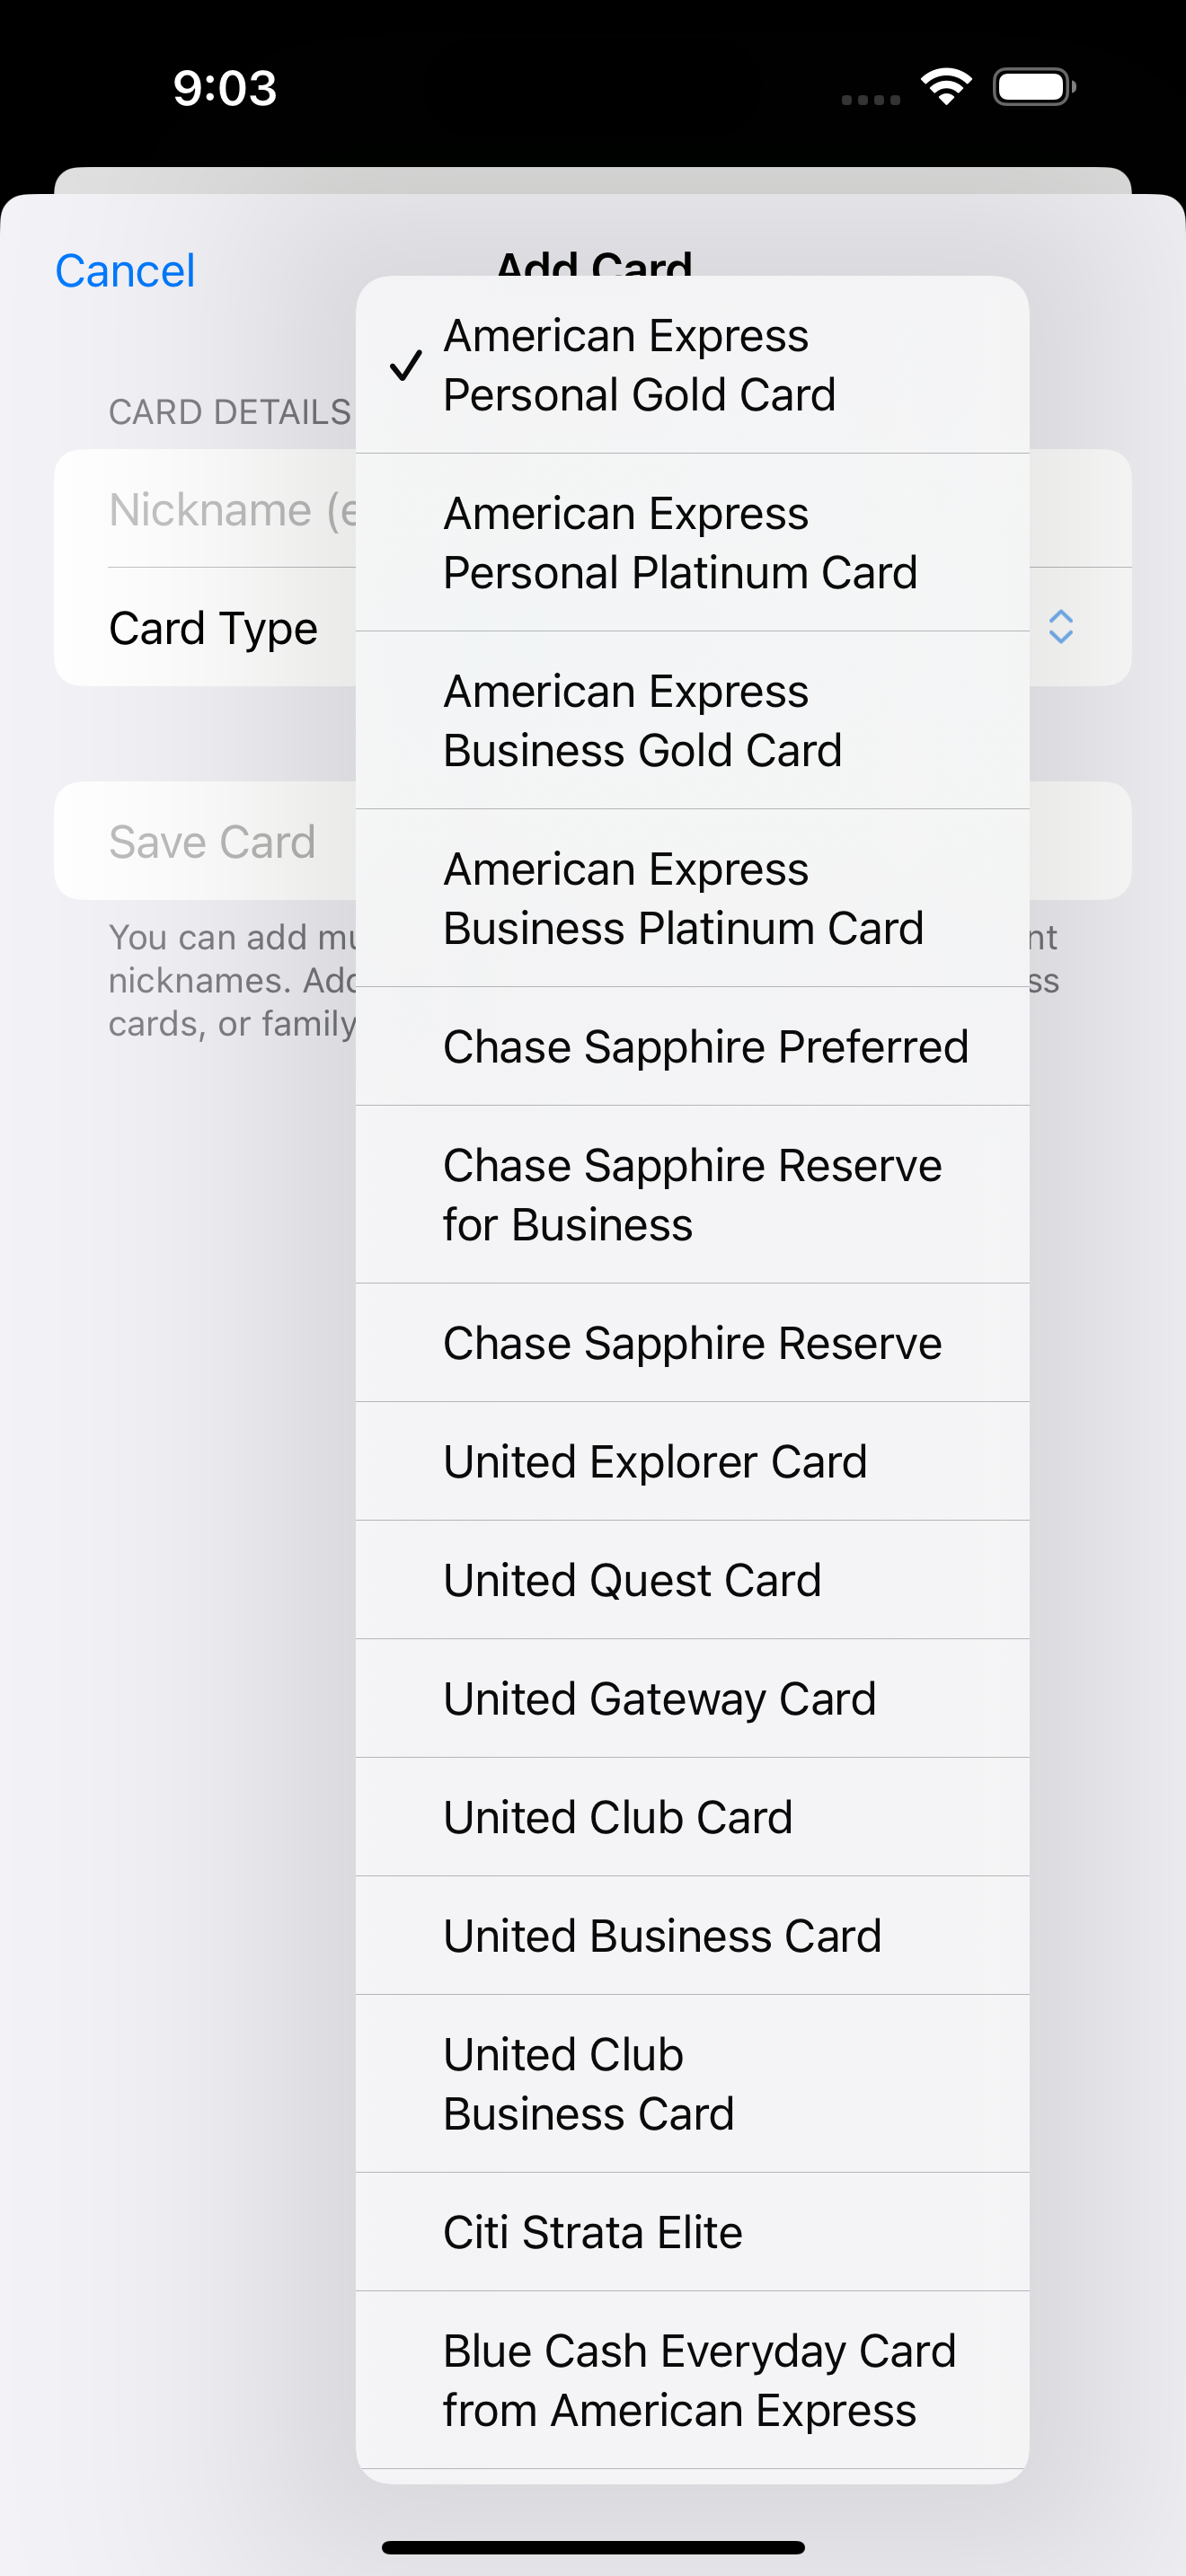 9:03
Cancel
Add Card
CARD DETAILS
Nickname (e
Card Type
Save Card
You can add mu
nt
nicknames. Add
ss
cards, or family
American Express
Personal Gold Card
American Express
Personal Platinum Card
American Express
Business Gold Card
American Express
Business Platinum Card
Chase Sapphire Preferred
Chase Sapphire Reserve
for Business
Chase Sapphire Reserve
United Explorer Card
United Quest Card
United Gateway Card
United Club Card
United Business Card
United Club
Business Card
Citi Strata Elite
Blue Cash Everyday Card
from American Express